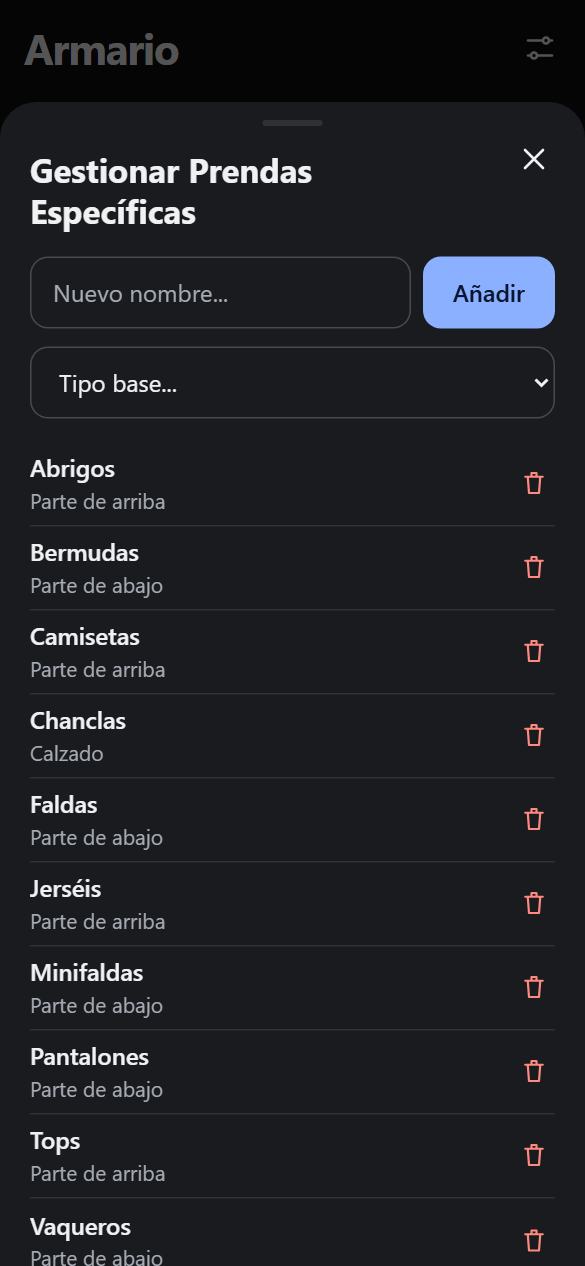 Armario
Gestionar Prendas
Específicas
Nuevo nombre...
Añadir
Tipo base...
Abrigos
Parte de arriba
Bermudas
Parte de abajo
Camisetas
Parte de arriba
Chanclas
Calzado
Faldas
Parte de abajo
Jerséis
Parte de arriba
Minifaldas
Parte de abajo
Pantalones
Parte de abajo
Tops
Parte de arriba
Vaqueros
Parte de abajo